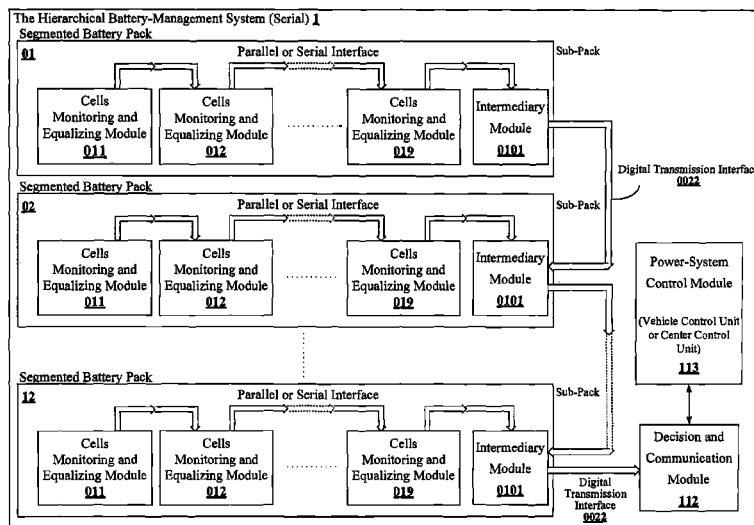 The Hierarchical Battery-Management System (Serial) 1
Segmented Battery Pack
01
Parallel or Serial Interface
Sub-Pack
Cells
Monitoring and
Equalizing Module
011
Cells
Monitoring and
Equalizing Module
012
Cells
Monitoring and
Equalizing Module
019
Intermediary
Module
0101
Digital Transmission Interface
0022
Segmented Battery Pack
02
Parallel or Serial Interface
Sub-Pack
Cells
Monitoring and
Equalizing Module
011
Cells
Monitoring and
Equalizing Module
012
Cells
Monitoring and
Equalizing Module
019
Intermediary
Module
0101
Power-System
Control Module
(Vehicle Control Unit
or Center Control
Unit)
113
Segmented Battery Pack
12
Parallel or Serial Interface
Sub-Pack
Cells
Monitoring and
Equalizing Module
011
Cells
Monitoring and
Equalizing Module
012
Cells
Monitoring and
Equalizing Module
019
Intermediary
Module
0101
Digital
Transmission
Interface
0022
Decision and
Communication
Module
112